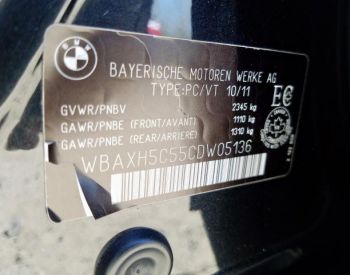 BMW
BAYERISCHE MOTOREN WERKE AG
TYPE:PC/VT 10/11
GVWR/PNBV 2345 kg
GAWR/PNBE (FRONT/AVANT) 1110 kg
GAWR/PNBE (REAR/ARRIERE) 1310 kg
WBAXH5C55CDW05136